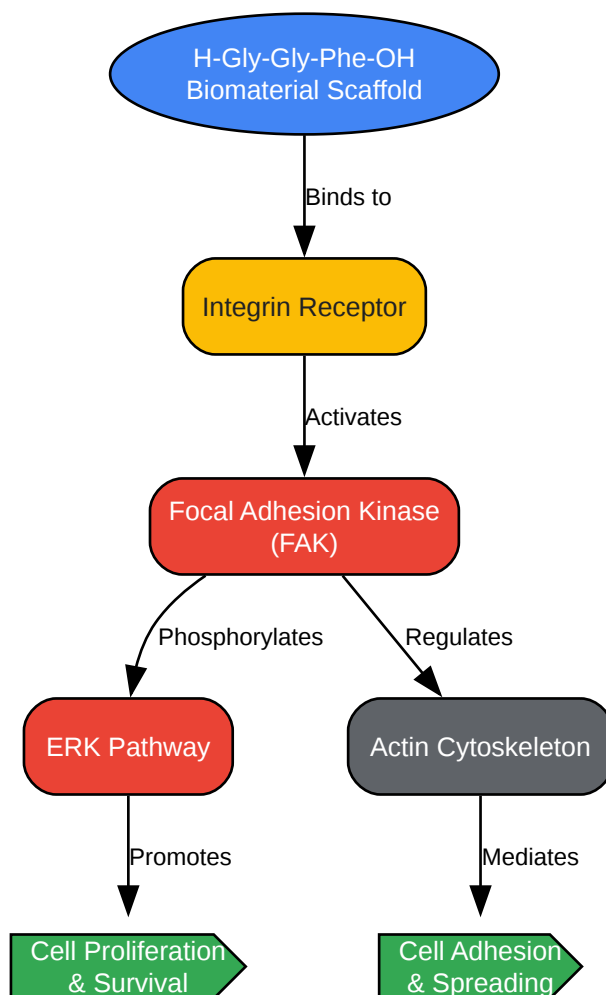 H-Gly-Gly-Phe-OH
Biomaterial Scaffold
Binds to
Integrin Receptor
Activates
Focal Adhesion Kinase
(FAK)
Phosphorylates
Regulates
ERK Pathway
Actin Cytoskeleton
Promotes
Mediates
Cell Proliferation
& Survival
Cell Adhesion
& Spreading